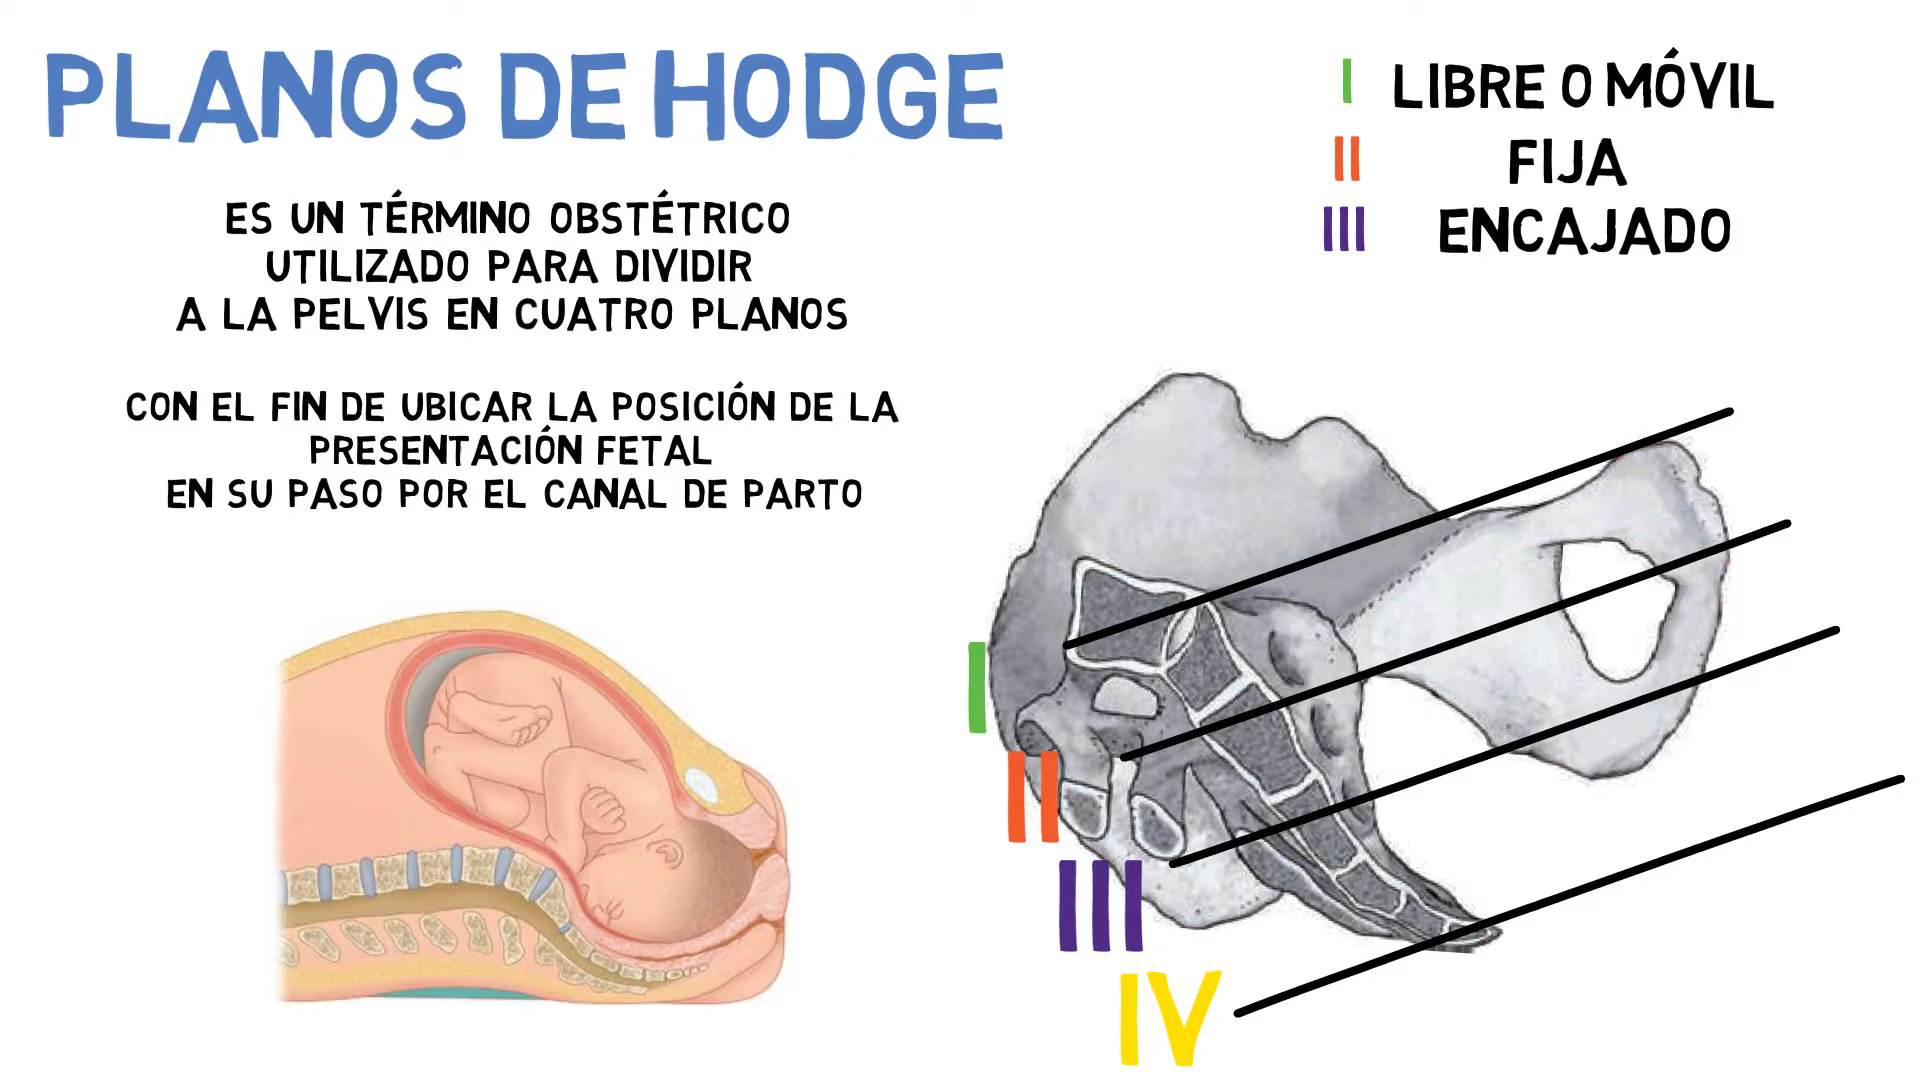 PLANOS DE HODGE
ES UN TÉRMINO OBSTÉTRICO
UTILIZADO PARA DIVIDIR
A LA PELVIS EN CUATRO PLANOS
CON EL FIN DE UBICAR LA POSICIÓN DE LA
PRESENTACIÓN FETAL
EN SU PASO POR EL CANAL DE PARTO
I LIBRE O MÓVIL
II FIJA
III ENCAJADO
I
II
III
IV